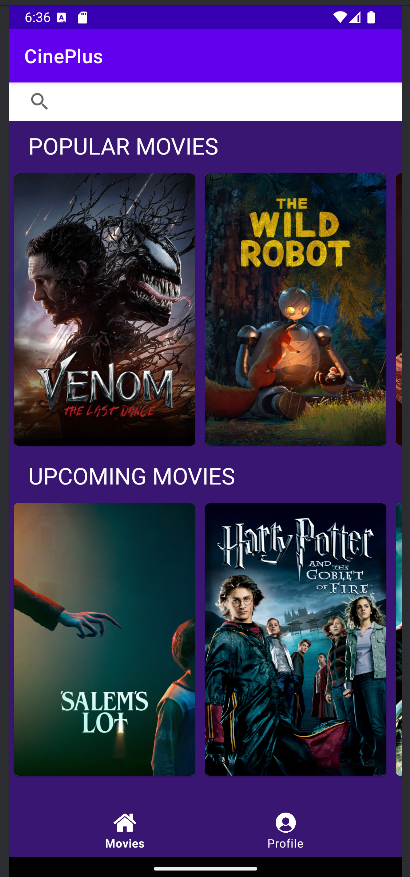 6:36 A
CinePlus
POPULAR MOVIES
VENOM
THE LAST DANCE
THE
WILD
ROBOT
UPCOMING MOVIES
'SALEM'S
LOT
Harry Potter
AND THE
GOBLET
OF FIRE
Movies
Profile